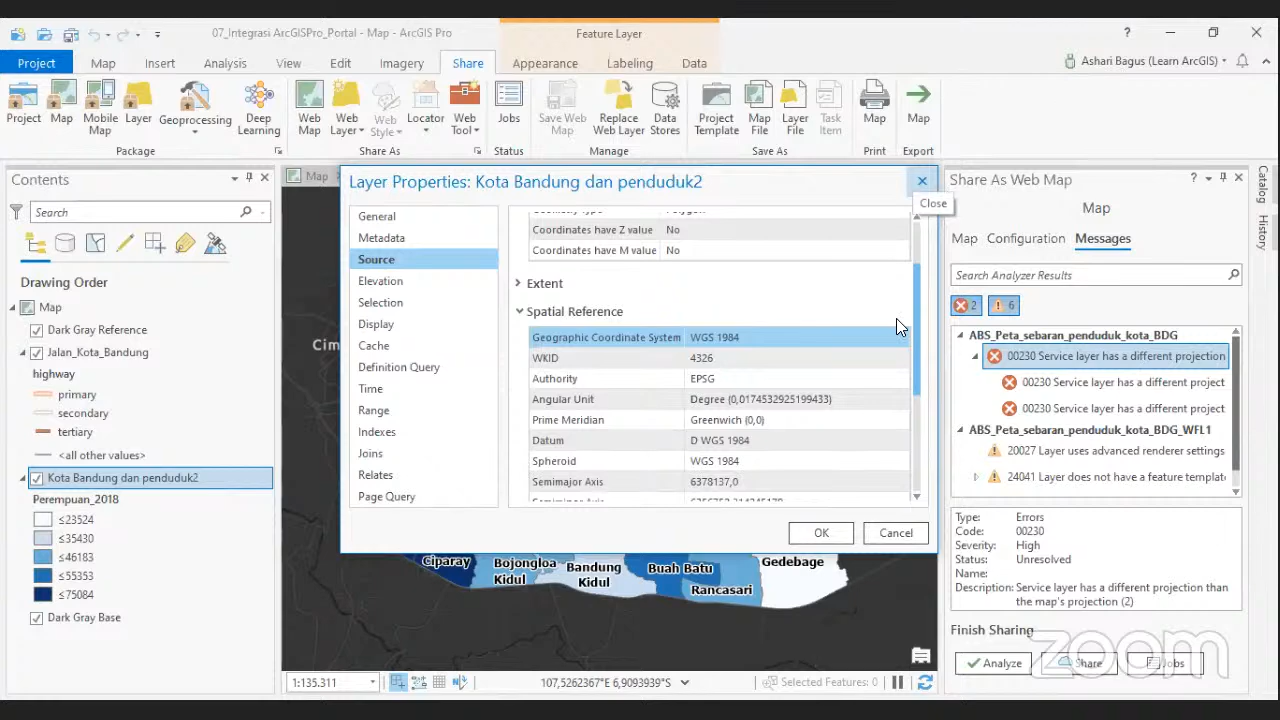 07_Integrasi ArcGISPro_Portal - Map - ArcGIS Pro
Feature Layer
?
Project Map Insert Analysis View Edit Imagery Share Appearance Labeling Data
Ashari Bagus (Learn ArcGIS)
Project
Map
Mobile Map
Layer
Geoprocessing
Deep Learning
Web Map
Web Layer
Web Style
Locator
Web Tool
Jobs
Save Web Map
Replace Web Layer
Data Stores
Project Template
Map File
Layer File
Task Item
Map
Map
Package
Share As
Status
Manage
Save As
Print
Export
Contents
Search
Drawing Order
Map
Dark Gray Reference
Jalan_Kota_Bandung
highway
primary
secondary
tertiary
<all other values>
Kota Bandung dan penduduk2
Perempuan_2018
≤23524
≤35430
≤46183
≤55353
≤75084
Dark Gray Base
Map
Cim
Layer Properties: Kota Bandung dan penduduk2
Close
General
Metadata
Source
Elevation
Selection
Display
Cache
Definition Query
Time
Range
Indexes
Joins
Relates
Page Query
Geometry Type Polygon
Coordinates have Z value No
Coordinates have M value No
Extent
Spatial Reference
Geographic Coordinate System WGS 1984
WKID 4326
Authority EPSG
Angular Unit Degree (0,0174532925199433)
Prime Meridian Greenwich (0,0)
Datum D WGS 1984
Spheroid WGS 1984
Semimajor Axis 6378137,0
Semiminor Axis
OK Cancel
Ciparay
Bojongloa Kidul
Bandung Kidul
Buah Batu
Rancasari
Gedebage
1:135.311
107,5262367°E 6,9093939°S
Selected Features: 0
Share As Web Map
?
Map
Map Configuration Messages
Search Analyzer Results
2 6
ABS_Peta_sebaran_penduduk_kota_BDG
00230 Service layer has a different projection
00230 Service layer has a different project
00230 Service layer has a different project
ABS_Peta_sebaran_penduduk_kota_BDG_WFL1
20027 Layer uses advanced renderer settings
24041 Layer does not have a feature templat
Type: Errors
Code: 00230
Severity: High
Status: Unresolved
Name:
Description: Service layer has a different projection than
the map's projection (2)
Finish Sharing
Analyze Share Jobs
zoom
Catalog
History